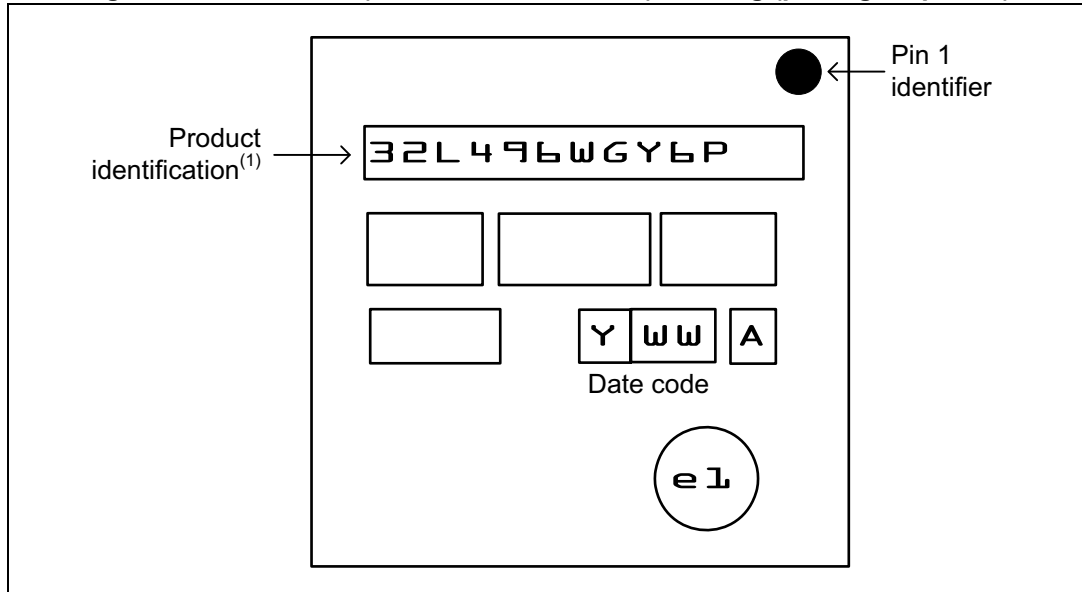 Pin 1
identifier
Product
identification(1)
32L496WGY6P
Y WW A
Date code
e1